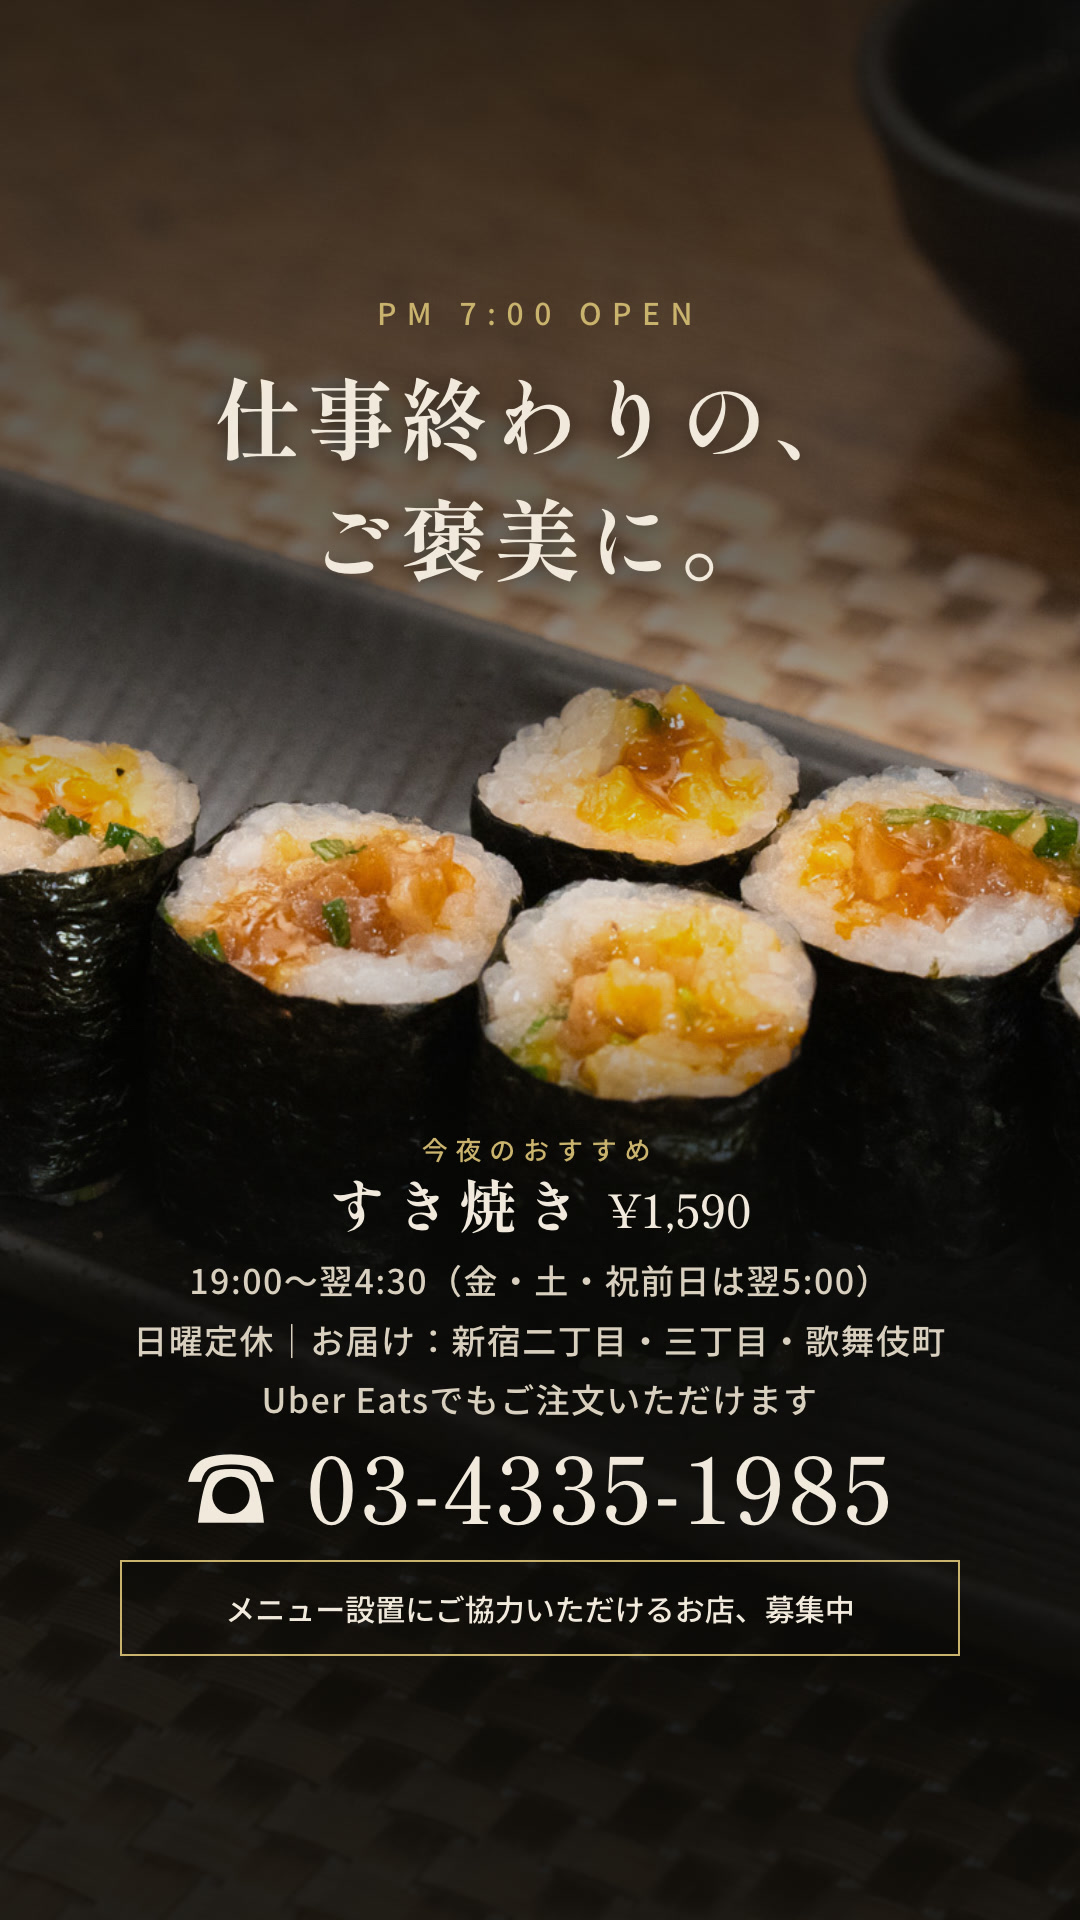 PM 7:00 OPEN
仕事終わりの、
ご褒美に。
今夜のおすすめ
すき焼き ¥1,590
19:00〜翌4:30（金・土・祝前日は翌5:00）
日曜定休｜お届け：新宿二丁目・三丁目・歌舞伎町
Uber Eatsでもご注文いただけます
☎ 03-4335-1985
メニュー設置にご協力いただけるお店、募集中